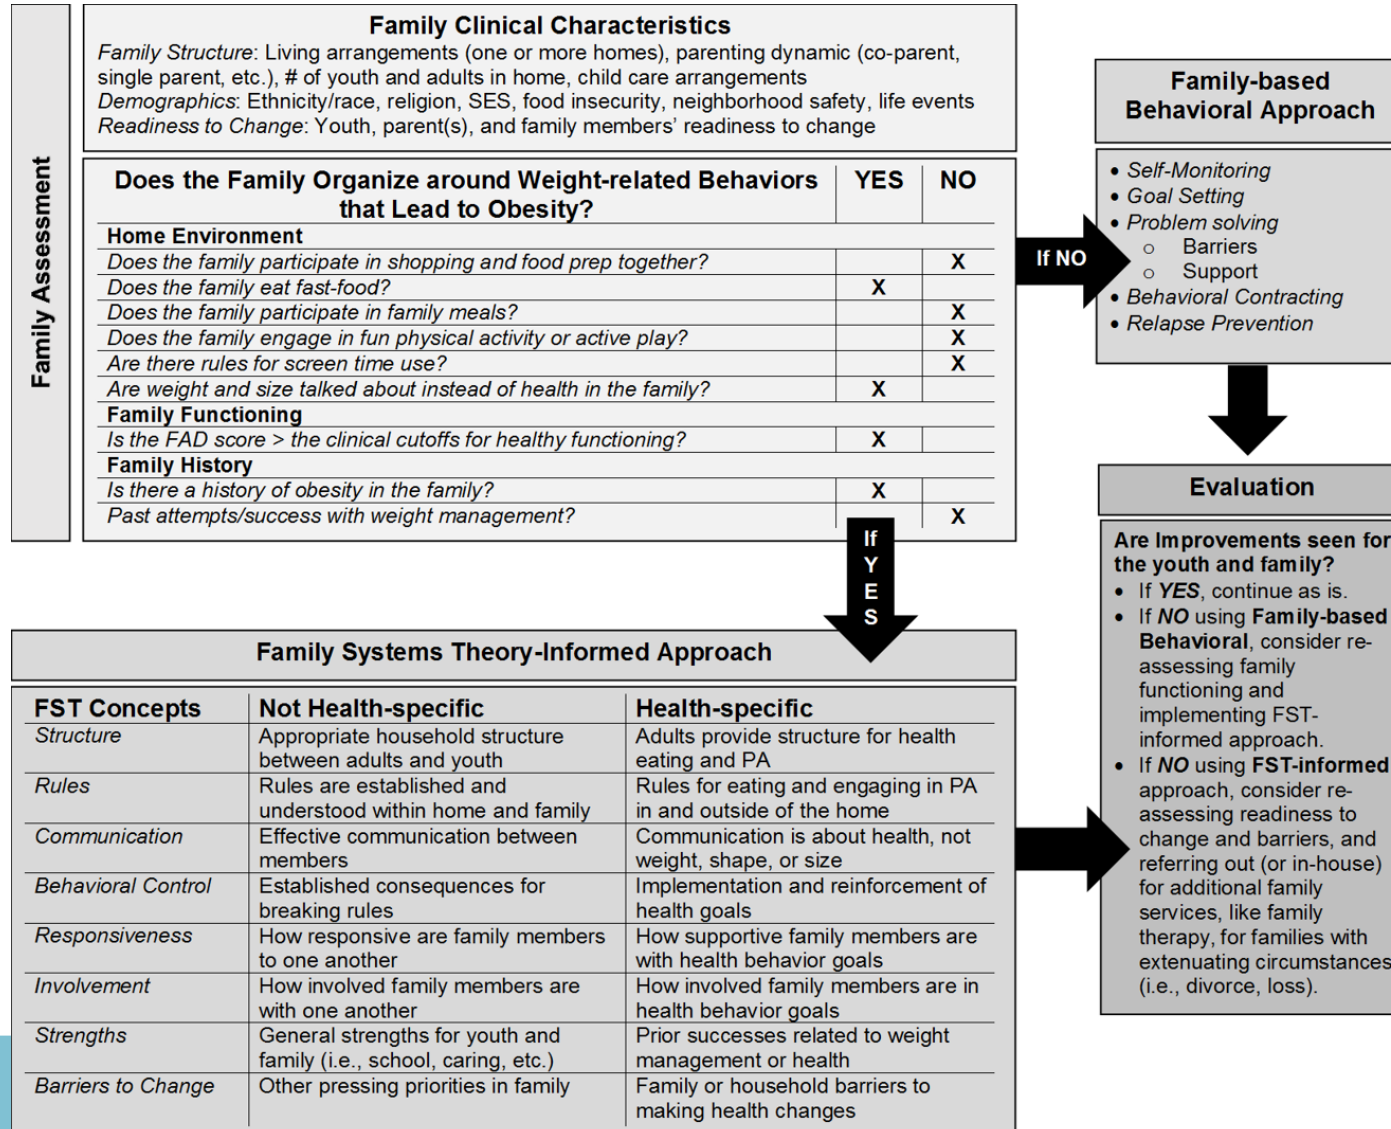 Family Assessment
Family Clinical Characteristics
Family Structure: Living arrangements (one or more homes), parenting dynamic (co-parent,
single parent, etc.), # of youth and adults in home, child care arrangements
Demographics: Ethnicity/race, religion, SES, food insecurity, neighborhood safety, life events
Readiness to Change: Youth, parent(s), and family members' readiness to change
Does the Family Organize around Weight-related Behaviors YES NO
that Lead to Obesity?
Home Environment
Does the family participate in shopping and food prep together? X
Does the family eat fast-food? X
Does the family participate in family meals? X
Does the family engage in fun physical activity or active play? X
Are there rules for screen time use? X
Are weight and size talked about instead of health in the family? X
Family Functioning
Is the FAD score > the clinical cutoffs for healthy functioning? X
Family History
Is there a history of obesity in the family? X
Past attempts/success with weight management? X
If NO
Family-based
Behavioral Approach
• Self-Monitoring
• Goal Setting
• Problem solving
o Barriers
o Support
• Behavioral Contracting
• Relapse Prevention
If
Y
E
S
Family Systems Theory-Informed Approach
FST Concepts Not Health-specific Health-specific
Structure Appropriate household structure Adults provide structure for health
between adults and youth eating and PA
Rules Rules are established and Rules for eating and engaging in PA
understood within home and family in and outside of the home
Communication Effective communication between Communication is about health, not
members weight, shape, or size
Behavioral Control Established consequences for Implementation and reinforcement of
breaking rules health goals
Responsiveness How responsive are family members How supportive family members are
to one another with health behavior goals
Involvement How involved family members are How involved family members are in
with one another health behavior goals
Strengths General strengths for youth and Prior successes related to weight
family (i.e., school, caring, etc.) management or health
Barriers to Change Other pressing priorities in family Family or household barriers to
making health changes
Evaluation
Are Improvements seen for
the youth and family?
• If YES, continue as is.
• If NO using Family-based
Behavioral, consider re-
assessing family
functioning and
implementing FST-
informed approach.
• If NO using FST-informed
approach, consider re-
assessing readiness to
change and barriers, and
referring out (or in-house)
for additional family
services, like family
therapy, for families with
extenuating circumstances
(i.e., divorce, loss).